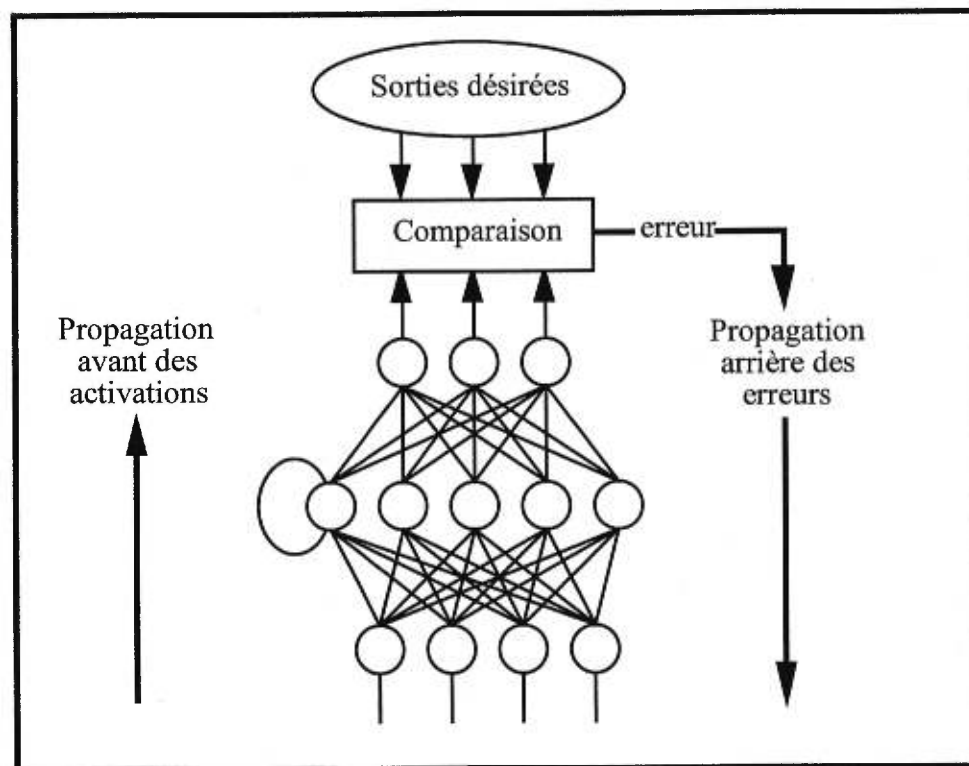 Sorties désirées
Comparaison
erreur
Propagation
avant des
activations
Propagation
arrière des
erreurs